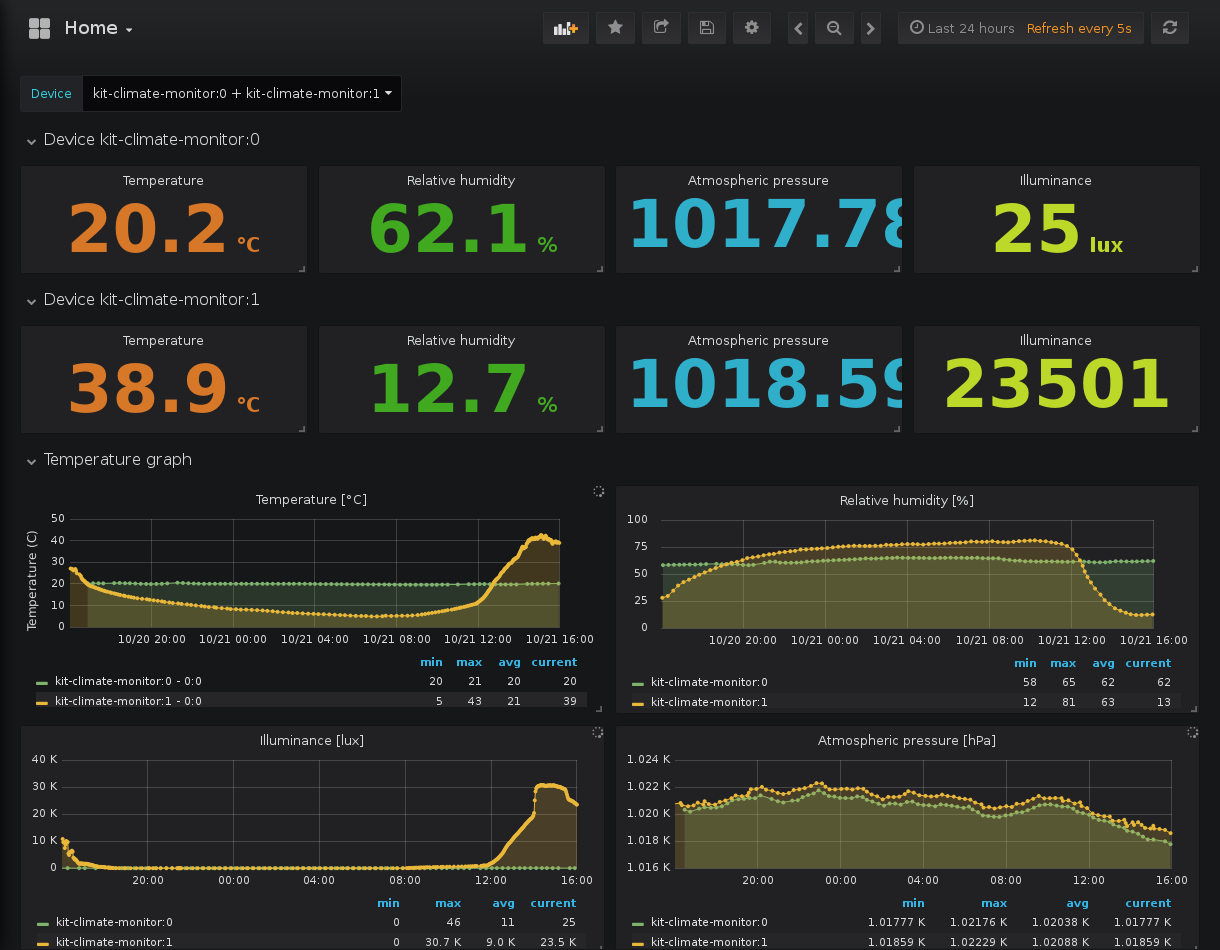 Home
Last 24 hours Refresh every 5s
Device kit-climate-monitor:0 + kit-climate-monitor:1
Device kit-climate-monitor:0
Temperature Relative humidity Atmospheric pressure Illuminance
20.2 °C 62.1 % 1017.78 25 lux
Device kit-climate-monitor:1
Temperature Relative humidity Atmospheric pressure Illuminance
38.9 °C 12.7 % 1018.59 23501
Temperature graph
Temperature [°C]
Temperature (C)
50
40
30
20
10
0
10/20 20:00 10/21 00:00 10/21 04:00 10/21 08:00 10/21 12:00 10/21 16:00
min max avg current
kit-climate-monitor:0 - 0:0 20 21 20 20
kit-climate-monitor:1 - 0:0 5 43 21 39
Relative humidity [%]
100
75
50
25
0
10/20 20:00 10/21 00:00 10/21 04:00 10/21 08:00 10/21 12:00 10/21 16:00
min max avg current
kit-climate-monitor:0 58 65 62 62
kit-climate-monitor:1 12 81 63 13
Illuminance [lux]
40 K
30 K
20 K
10 K
0
20:00 00:00 04:00 08:00 12:00 16:00
min max avg current
kit-climate-monitor:0 0 46 11 25
kit-climate-monitor:1 0 30.7 K 9.0 K 23.5 K
Atmospheric pressure [hPa]
1.024 K
1.022 K
1.020 K
1.018 K
1.016 K
20:00 00:00 04:00 08:00 12:00 16:00
min max avg current
kit-climate-monitor:0 1.01777 K 1.02176 K 1.02038 K 1.01777 K
kit-climate-monitor:1 1.01859 K 1.02229 K 1.02088 K 1.01859 K